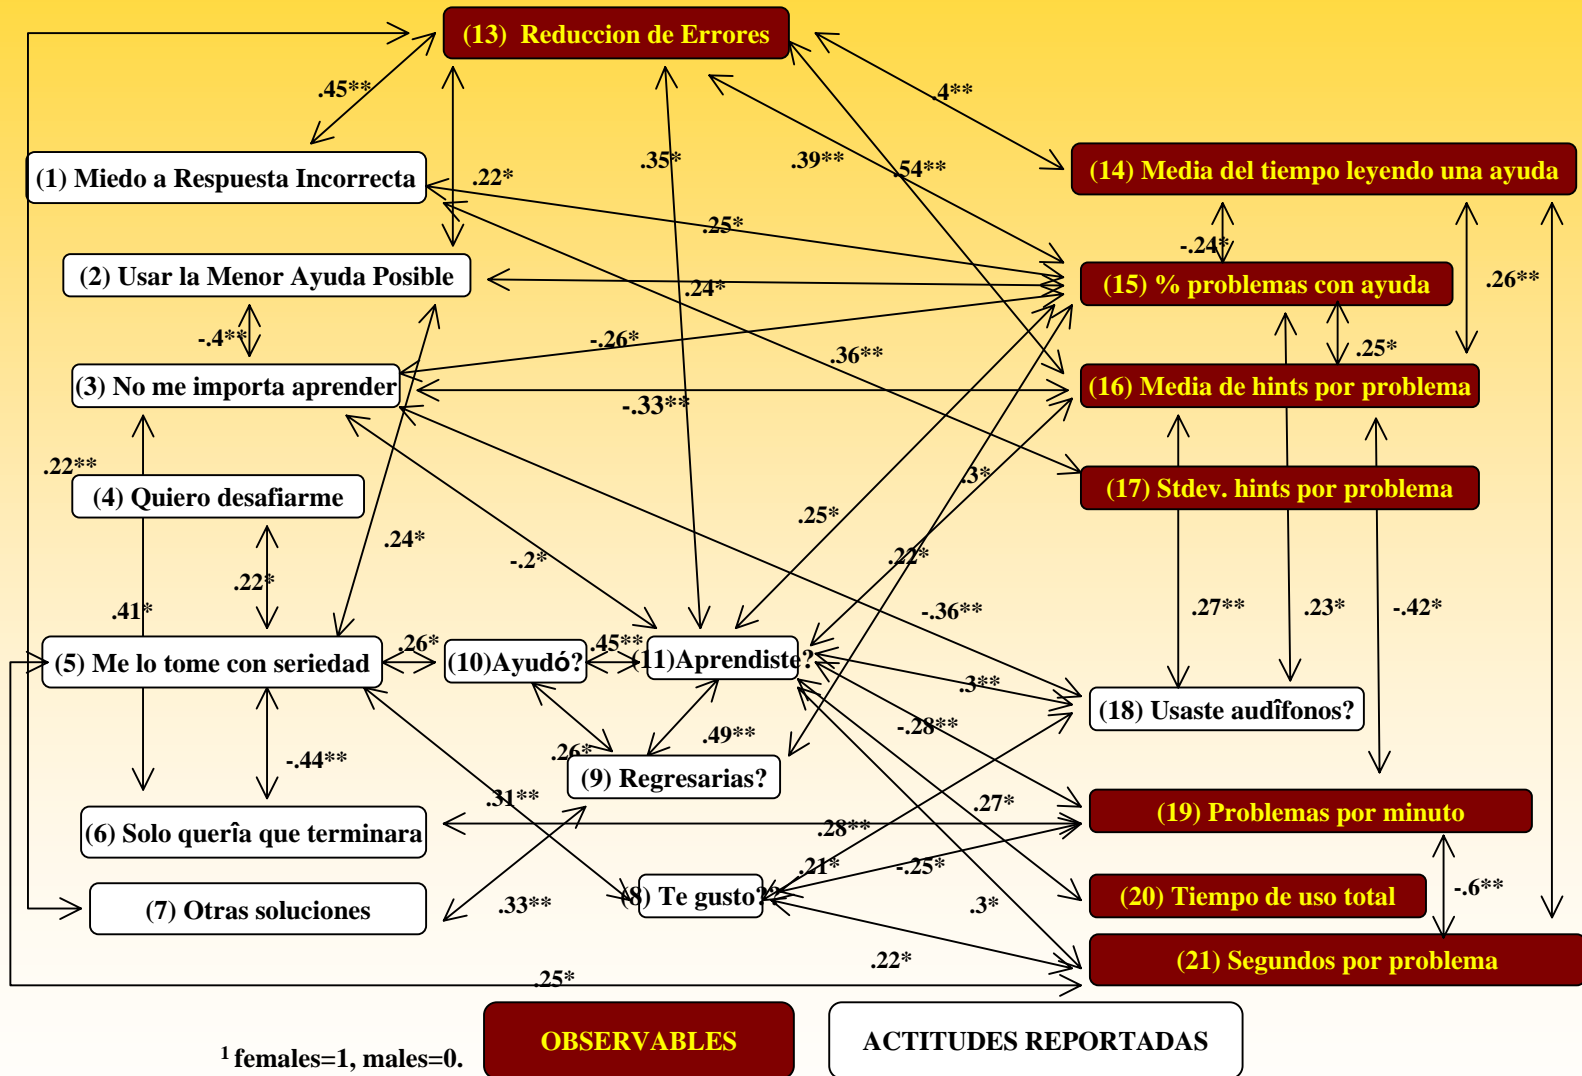 (13) Reduccion de Errores
.45**
.4**
.22*
.35*
.39**
.54**
(1) Miedo a Respuesta Incorrecta
(14) Media del tiempo leyendo una ayuda
.25*
-.24*
(2) Usar la Menor Ayuda Posible
.24*
(15) % problemas con ayuda
.26**
-.4**
-.26*
.36**
.25*
(3) No me importa aprender
-.33**
(16) Media de hints por problema
.22**
(4) Quiero desafiarme
.3*
(17) Stdev. hints por problema
.24*
.25*
.22*
-.2*
.22*
.41*
-.36**
.27**
.23*
-.42*
(5) Me lo tome con seriedad
.26*
(10)Ayudó?
.45**
(11)Aprendiste?
.3**
(18) Usaste audîfonos?
-.44**
.26*
.49**
-.28**
(9) Regresarias?
.31**
.27*
(6) Solo querîa que terminara
.28**
(19) Problemas por minuto
.21*
-.25*
(7) Otras soluciones
.33**
(8) Te gusto??
.3*
(20) Tiempo de uso total
-.6**
.22*
(21) Segundos por problema
.25*
OBSERVABLES
ACTITUDES REPORTADAS
1 females=1, males=0.